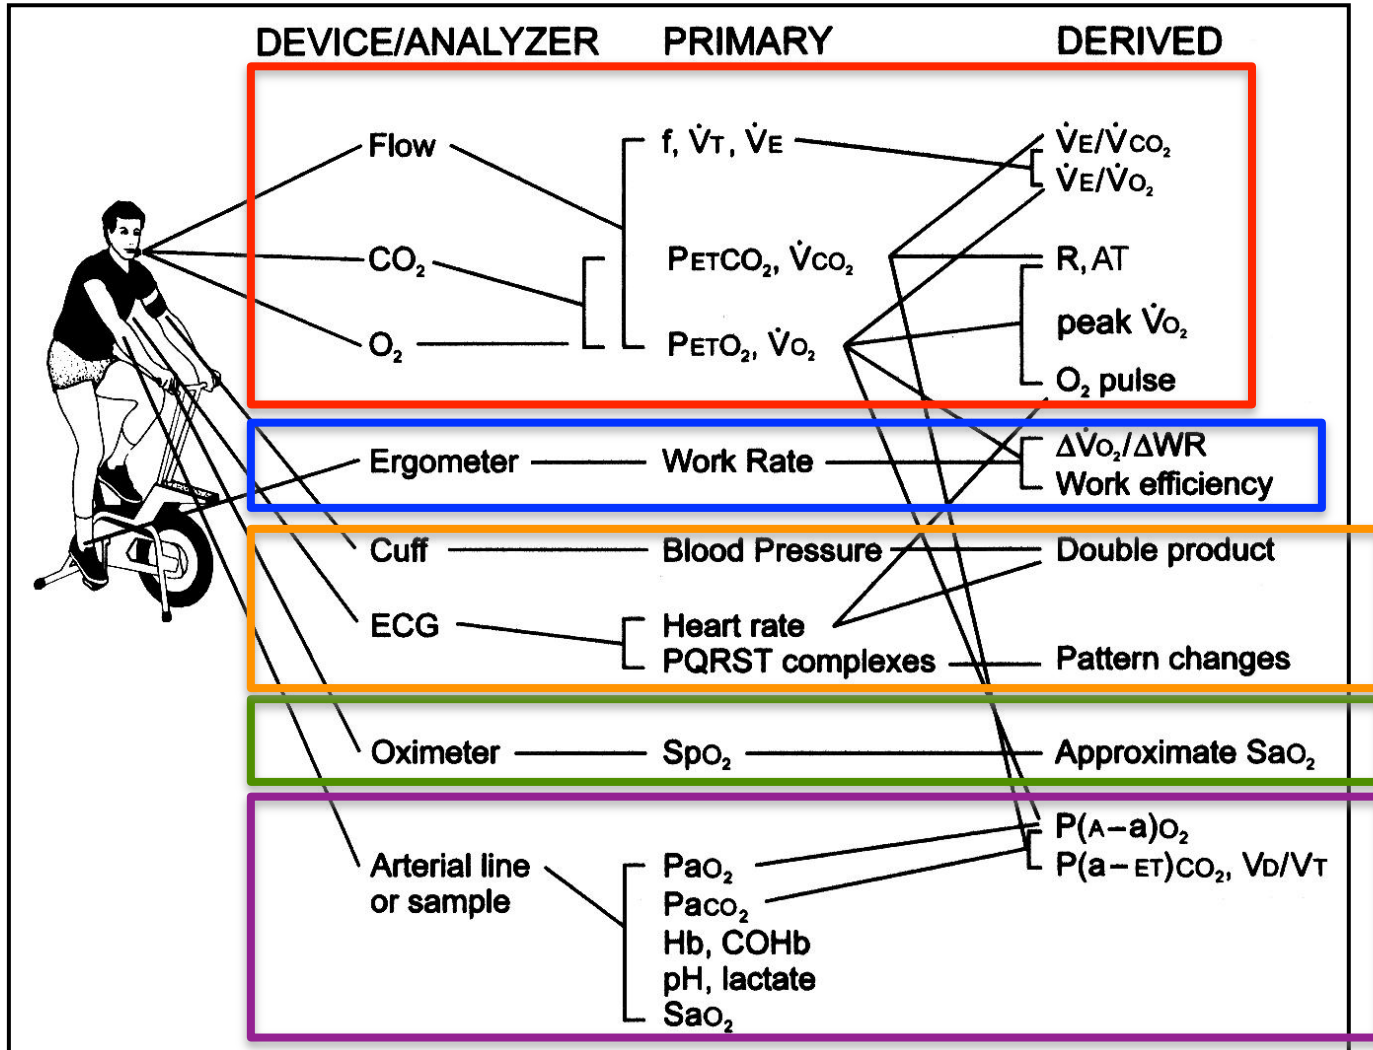 DEVICE/ANALYZER PRIMARY DERIVED
Flow f, V̇T, V̇E V̇E/V̇CO₂
V̇E/V̇O₂
CO₂ PETCO₂, V̇CO₂ R, AT
peak V̇O₂
O₂ PETO₂, V̇O₂
O₂ pulse
ΔV̇O₂/ΔWR
Ergometer Work Rate
Work efficiency
Cuff Blood Pressure Double product
ECG Heart rate
PQRST complexes Pattern changes
Oximeter SpO₂ Approximate SaO₂
P(A-a)O₂
Arterial line PaO₂ P(a-ET)CO₂, VD/VT
or sample PaCO₂
Hb, COHb
pH, lactate
SaO₂